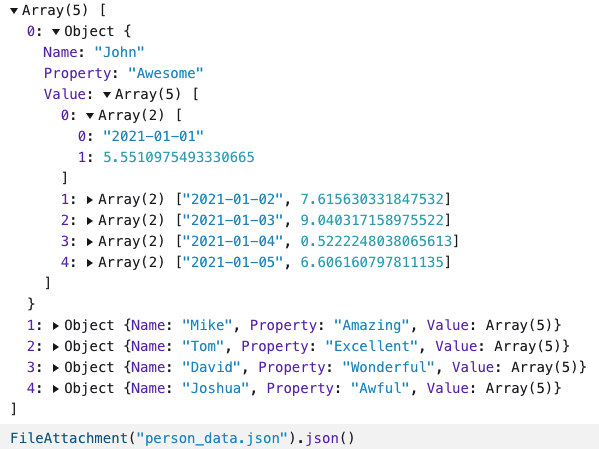 ▼Array(5) [
0: ▼Object {
Name: "John"
Property: "Awesome"
Value: ▼Array(5) [
0: ▼Array(2) [
0: "2021-01-01"
1: 5.5510975493330665
]
1: ▶Array(2) ["2021-01-02", 7.615630331847532]
2: ▶Array(2) ["2021-01-03", 9.040317158975522]
3: ▶Array(2) ["2021-01-04", 0.5222248038065613]
4: ▶Array(2) ["2021-01-05", 6.606160797811135]
]
}
1: ▶Object {Name: "Mike", Property: "Amazing", Value: Array(5)}
2: ▶Object {Name: "Tom", Property: "Excellent", Value: Array(5)}
3: ▶Object {Name: "David", Property: "Wonderful", Value: Array(5)}
4: ▶Object {Name: "Joshua", Property: "Awful", Value: Array(5)}
]
FileAttachment("person_data.json").json()